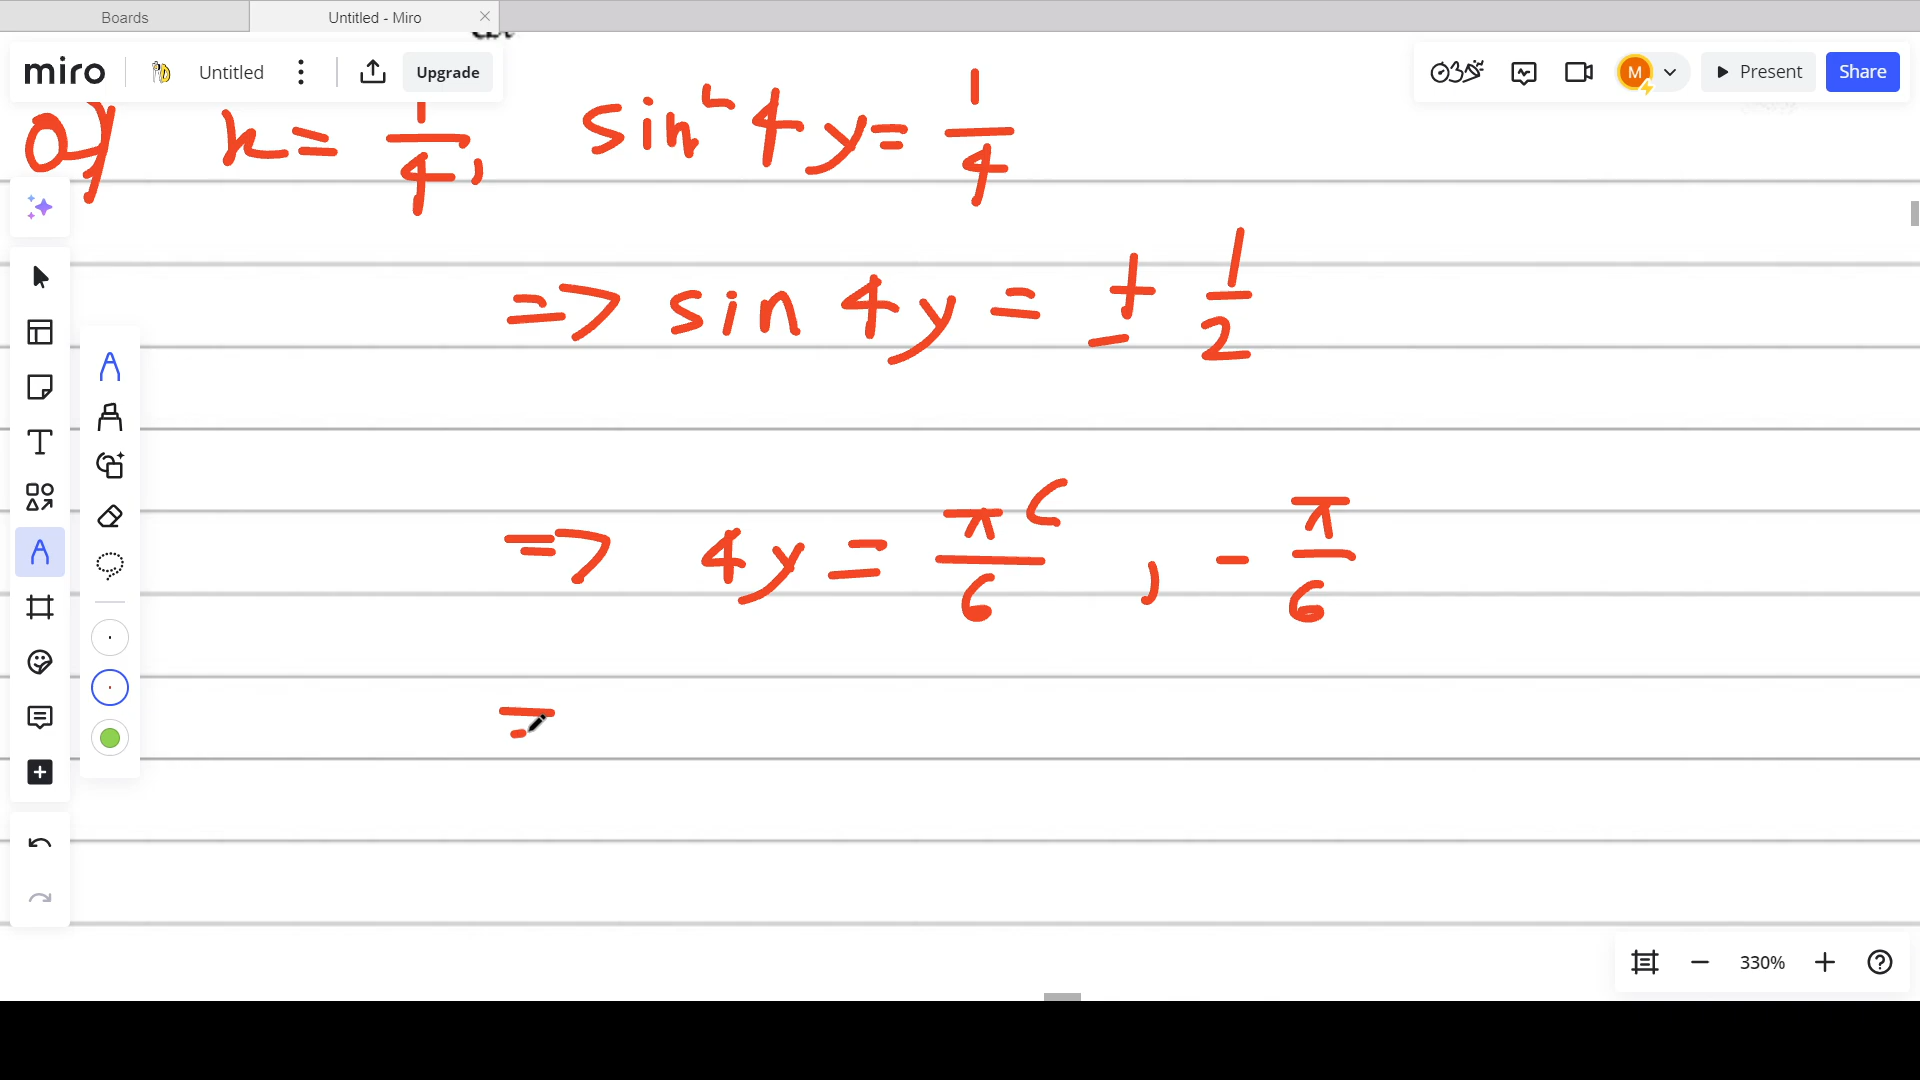 Boards
Untitled - Miro
miro Untitled Upgrade
M Present Share
a) x = 1/4, sin² 4y = 1/4
=> sin 4y = ± 1/2
=> 4y = π^c/6 , - π/6
=
330%